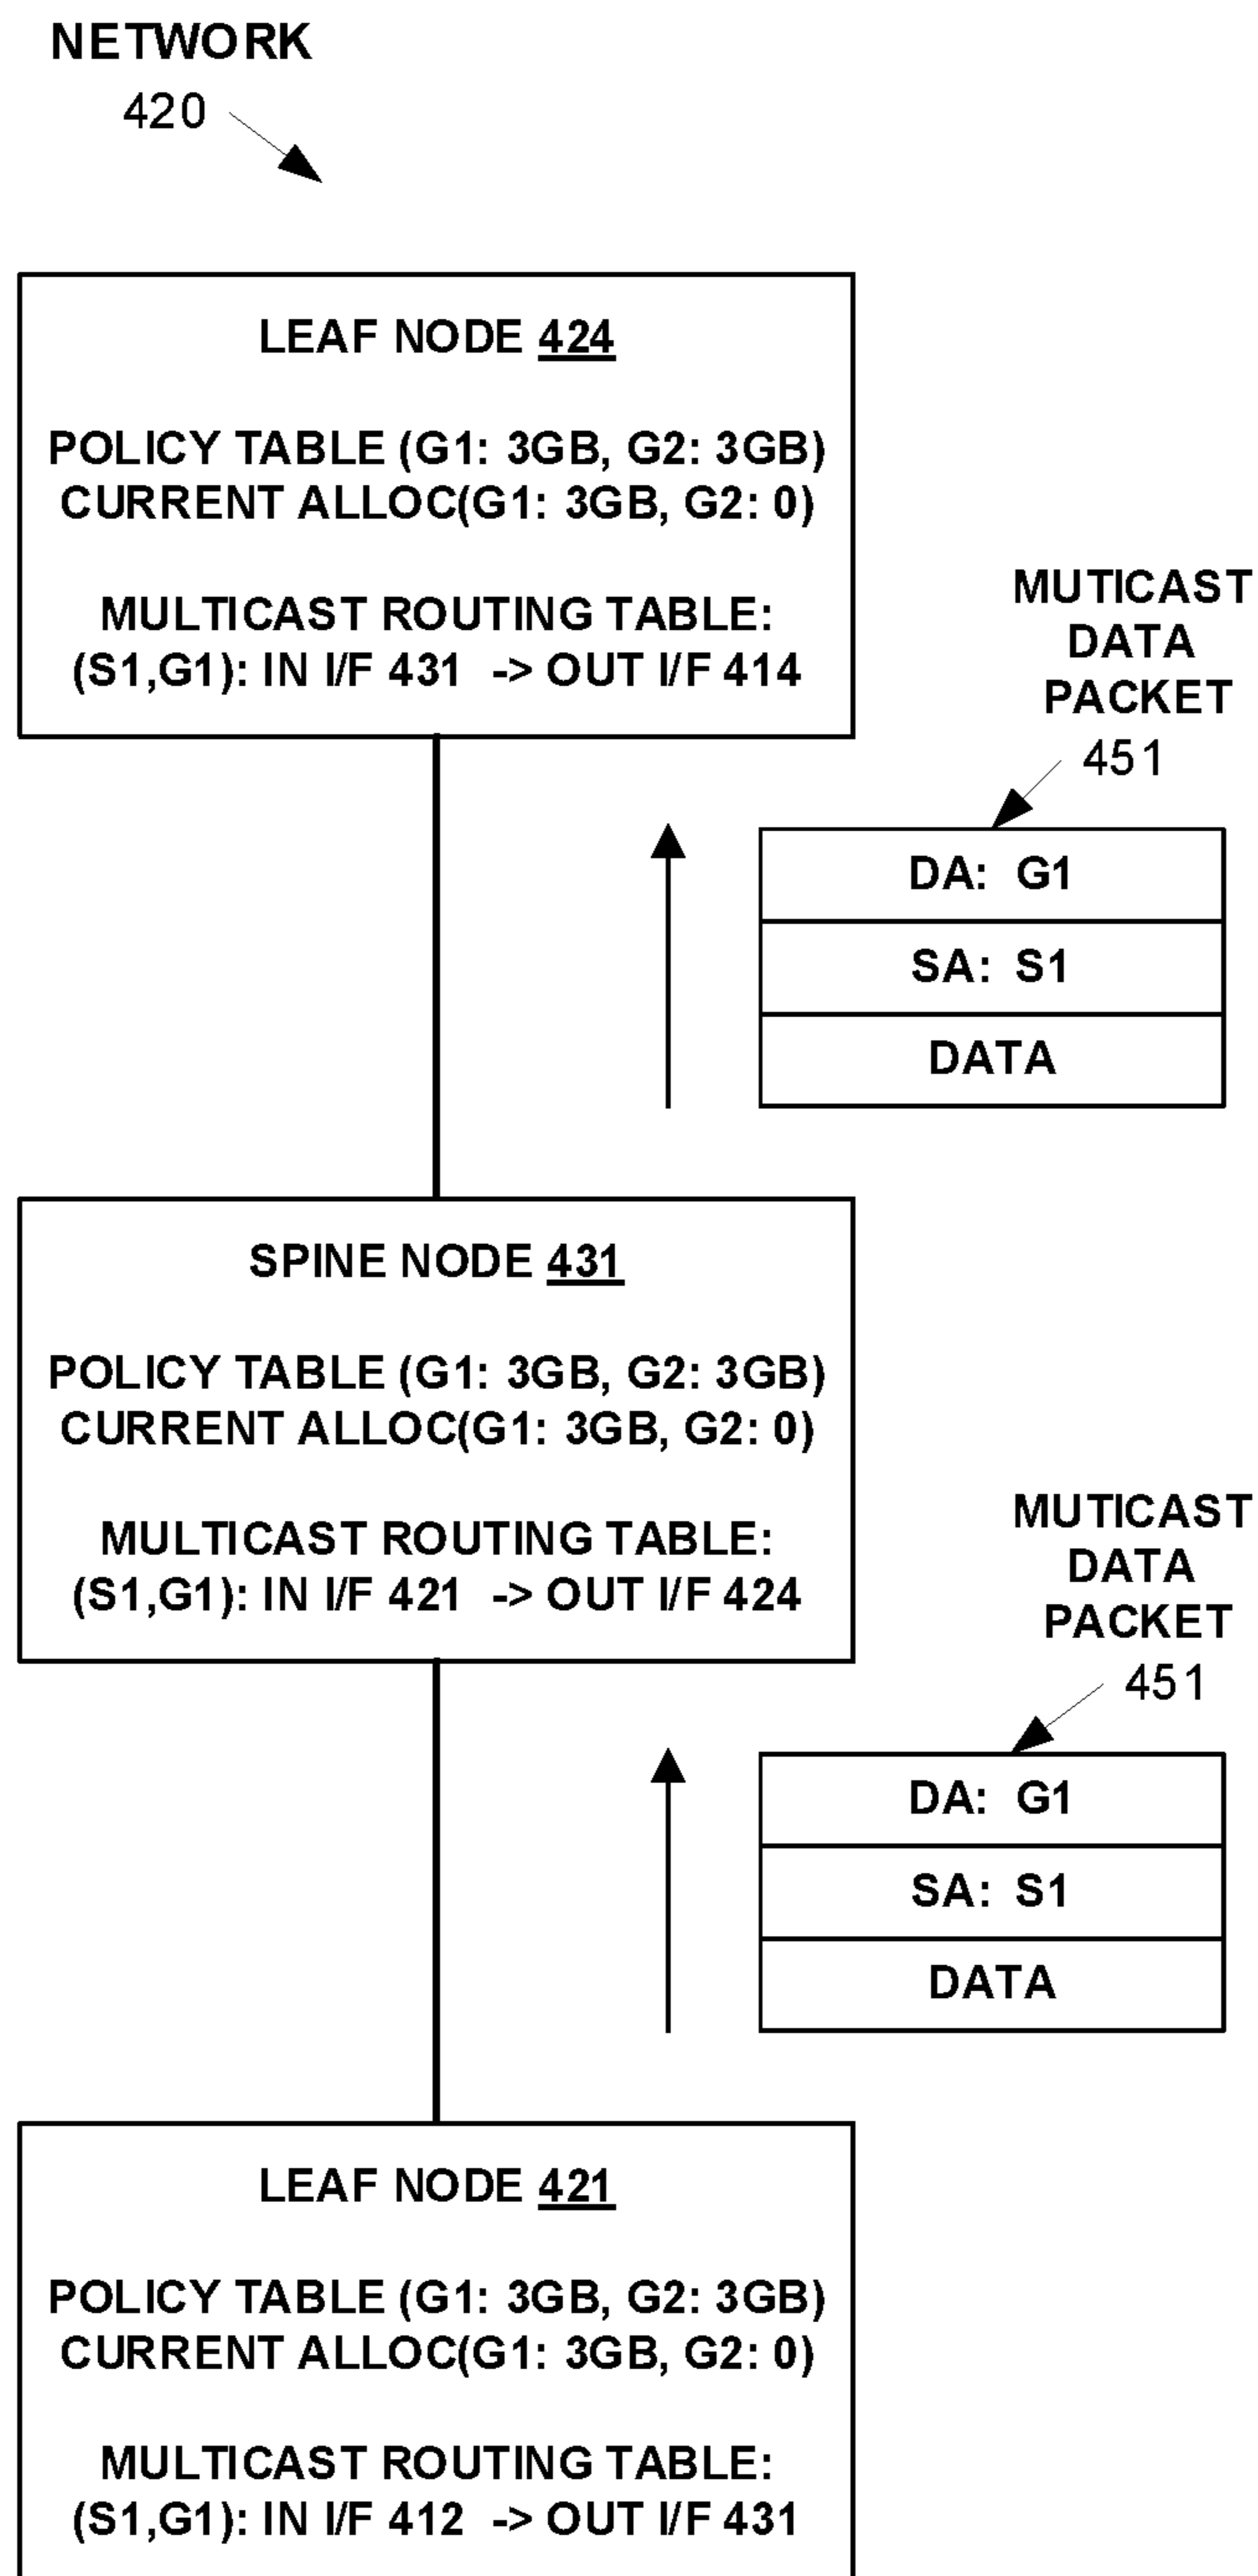 NETWORK
420
LEAF NODE 424
POLICY TABLE (G1: 3GB, G2: 3GB)
CURRENT ALLOC(G1: 3GB, G2: 0)
MULTICAST ROUTING TABLE:
(S1,G1): IN I/F 431 -> OUT I/F 414
MUTICAST
DATA
PACKET
451
DA: G1
SA: S1
DATA
SPINE NODE 431
POLICY TABLE (G1: 3GB, G2: 3GB)
CURRENT ALLOC(G1: 3GB, G2: 0)
MULTICAST ROUTING TABLE:
(S1,G1): IN I/F 421 -> OUT I/F 424
MUTICAST
DATA
PACKET
451
DA: G1
SA: S1
DATA
LEAF NODE 421
POLICY TABLE (G1: 3GB, G2: 3GB)
CURRENT ALLOC(G1: 3GB, G2: 0)
MULTICAST ROUTING TABLE:
(S1,G1): IN I/F 412 -> OUT I/F 431